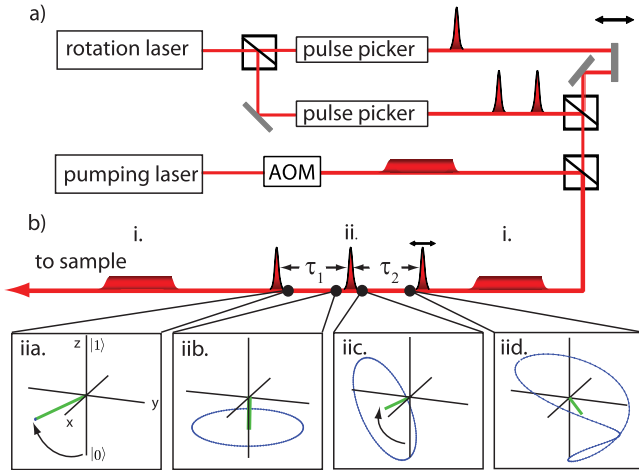 a)
rotation laser
pulse picker
pulse picker
pumping laser
AOM
b)
i.
ii.
i.
to sample
τ1
τ2
iia.
z
|1⟩
y
x
|0⟩
iib.
iic.
iid.